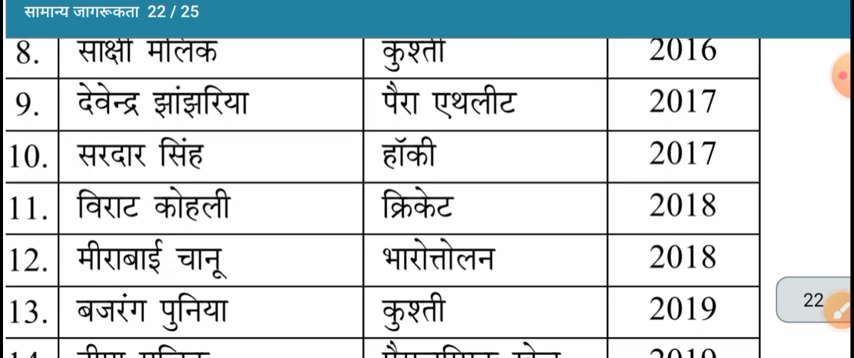 सामान्य जागरूकता 22 / 25
8. साक्षी मलिक कुश्ती 2016
9. देवेन्द्र झांझरिया पैरा एथलीट 2017
10. सरदार सिंह हॉकी 2017
11. विराट कोहली क्रिकेट 2018
12. मीराबाई चानू भारोत्तोलन 2018
13. बजरंग पुनिया कुश्ती 2019
22